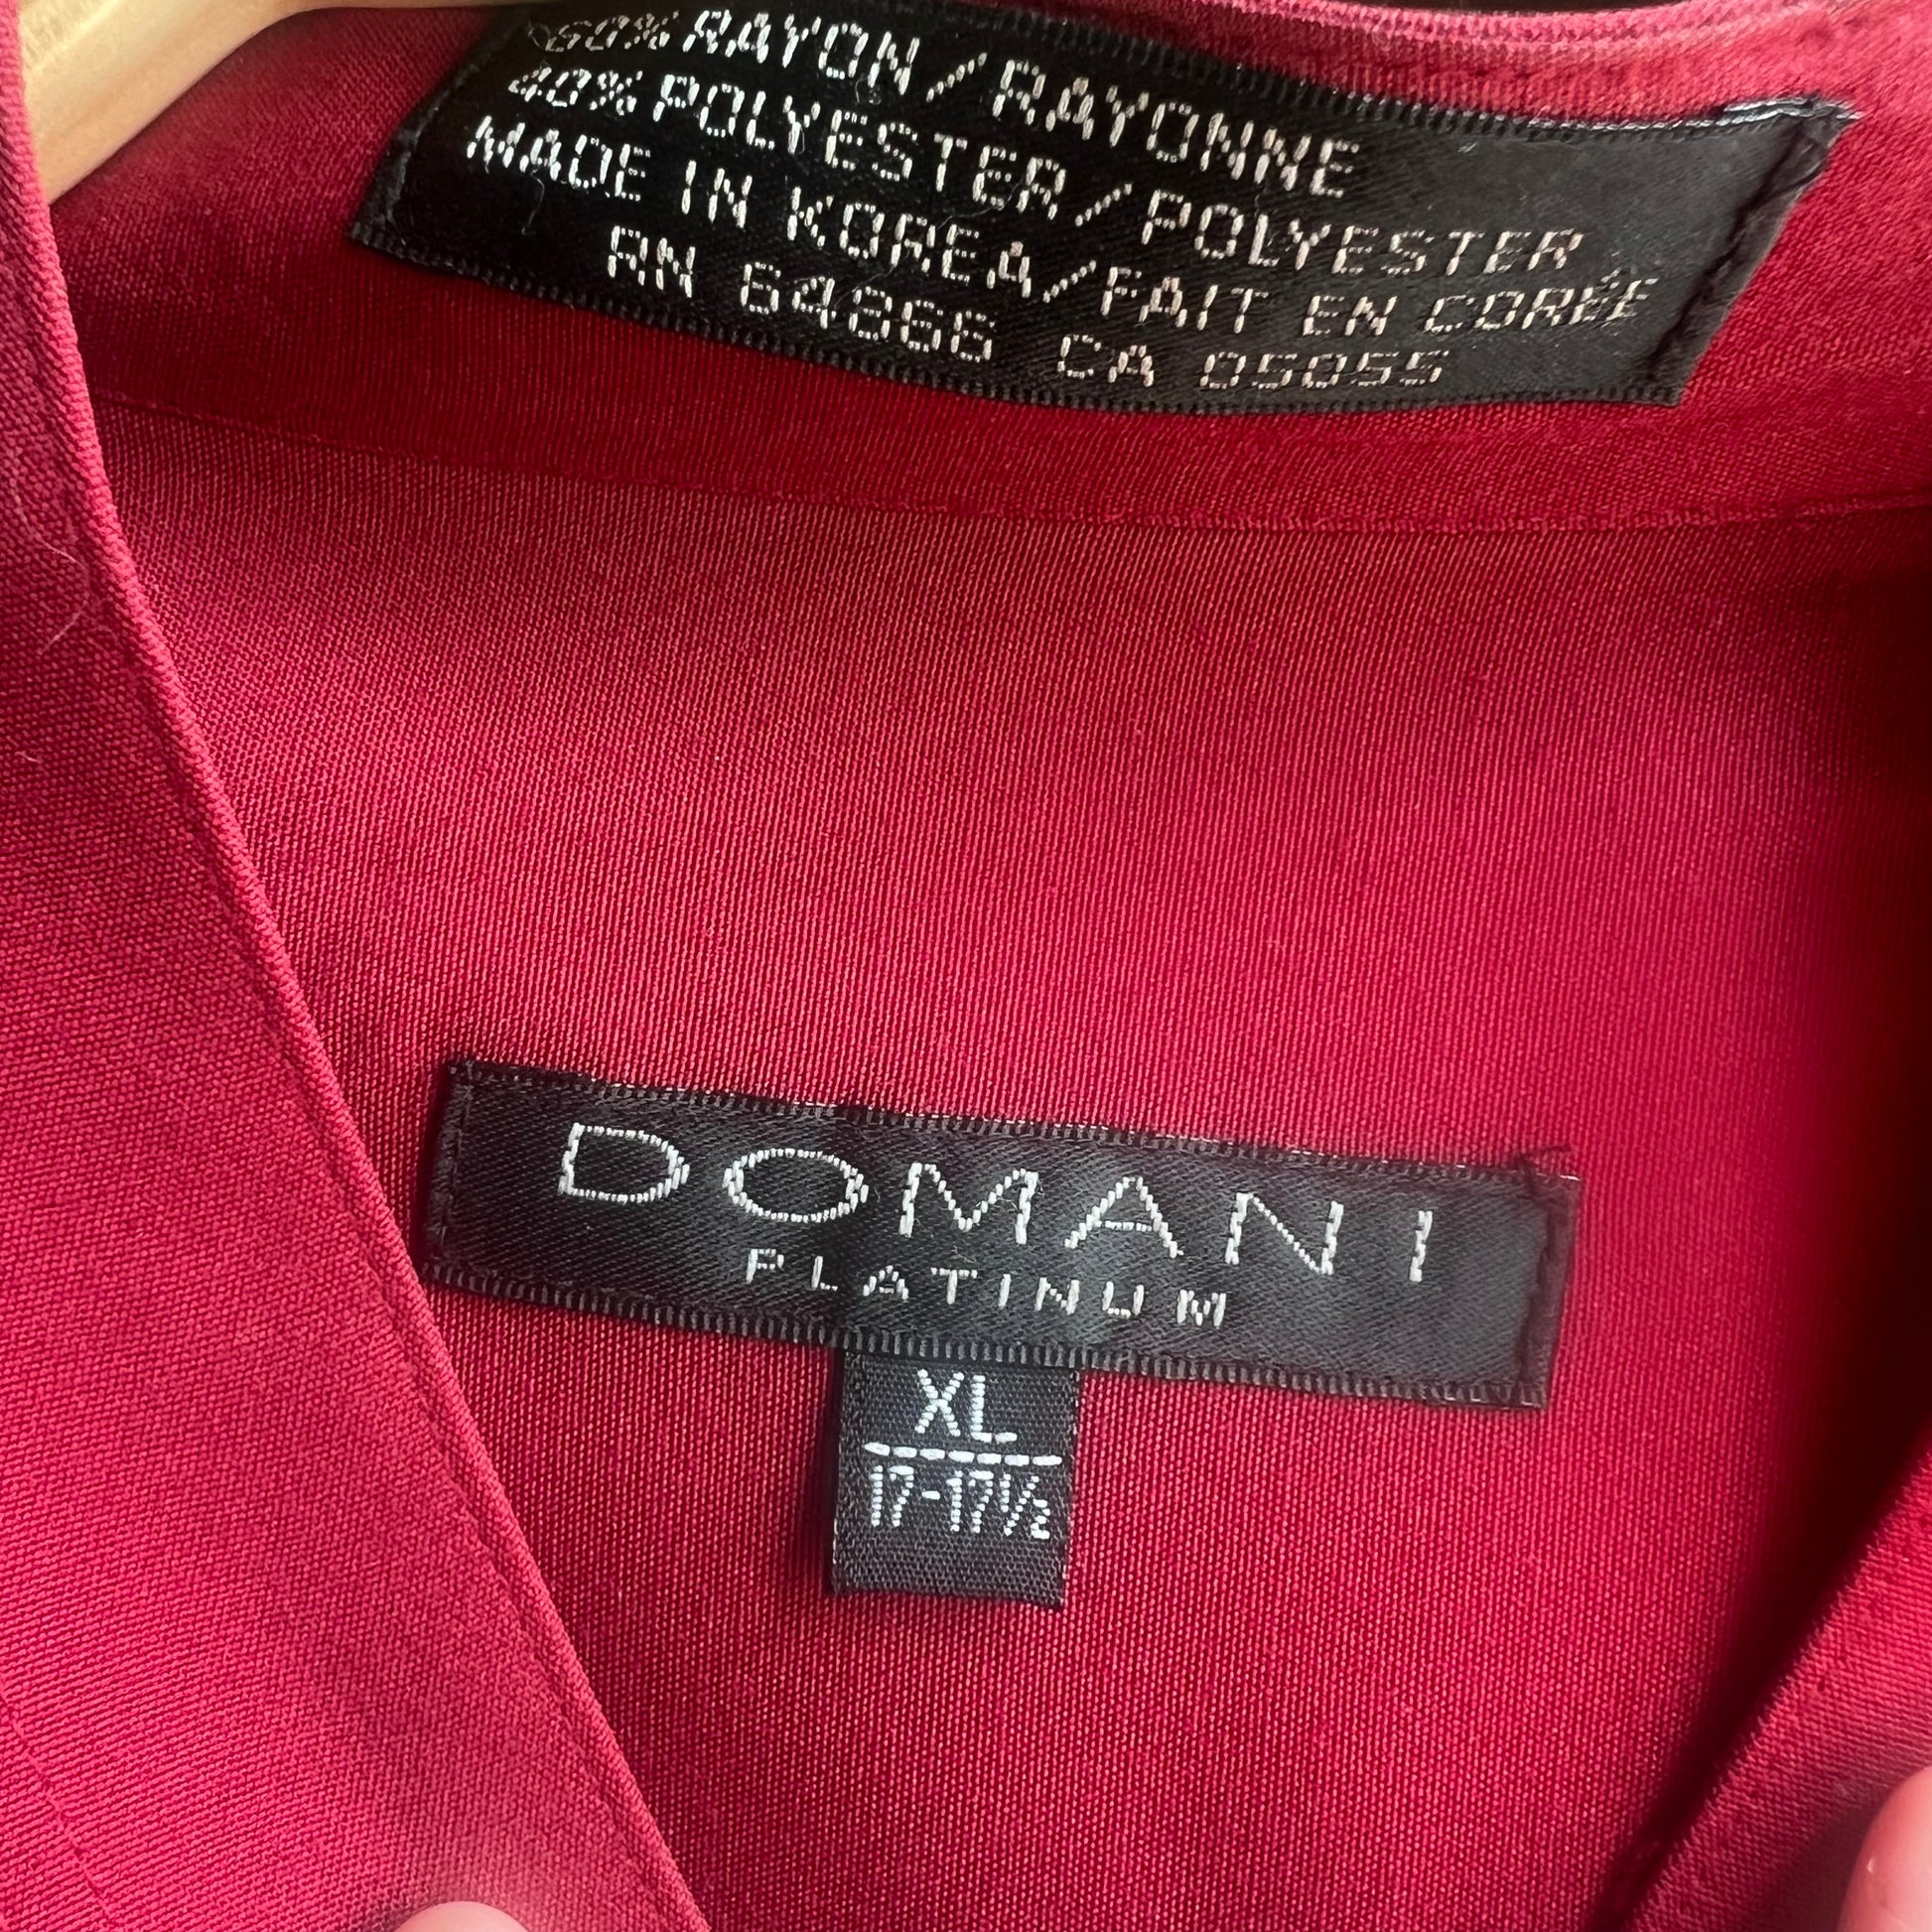 60% RAYON/RAYONNE
40% POLYESTER/POLYESTER
MADE IN KOREA/FAIT EN CORÉE
RN 64866 CA 05055
DOMANI
PLATINUM
XL
17-17½